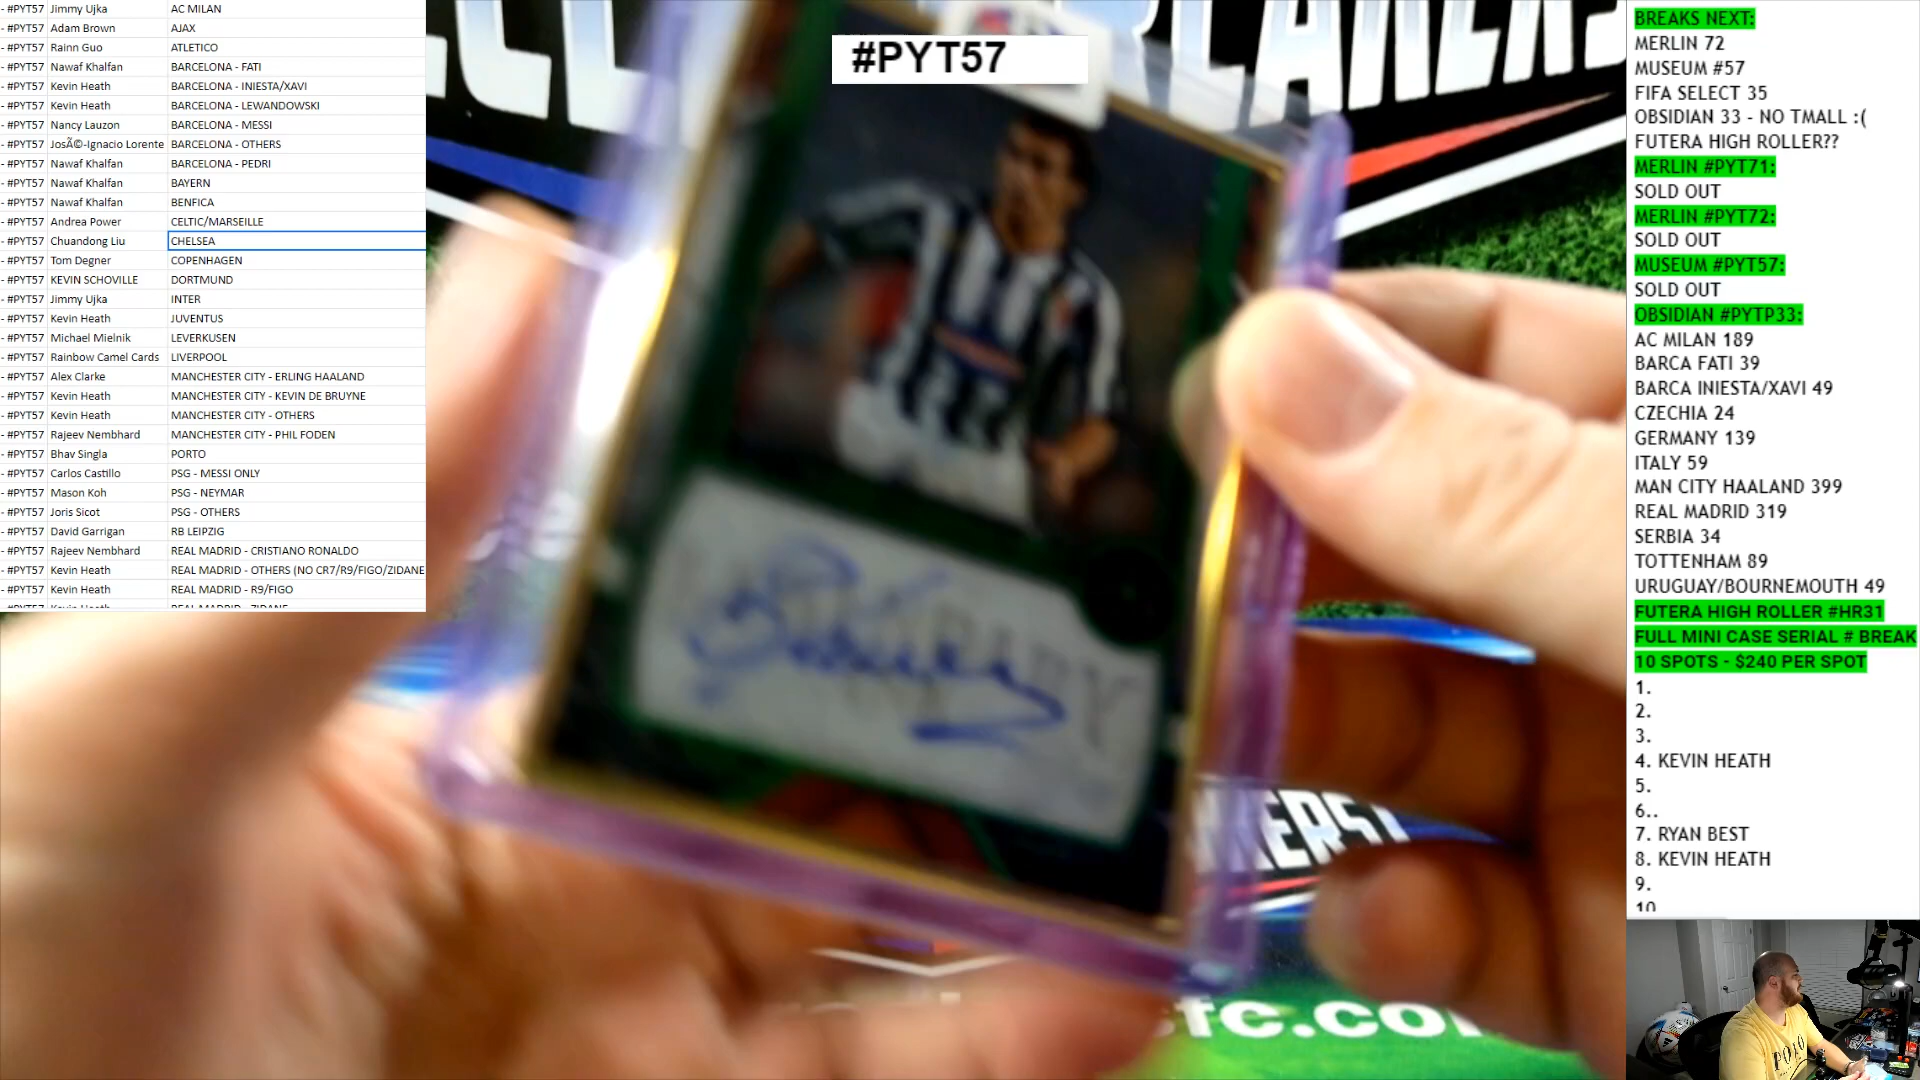 #PYT57
- #PYT57 Jimmy Ujka AC MILAN
- #PYT57 Adam Brown AJAX
- #PYT57 Rainn Guo ATLETICO
- #PYT57 Nawaf Khalfan BARCELONA - FATI
- #PYT57 Kevin Heath BARCELONA - INIESTA/XAVI
- #PYT57 Kevin Heath BARCELONA - LEWANDOWSKI
- #PYT57 Nancy Lauzon BARCELONA - MESSI
- #PYT57 JosÃ©-Ignacio Lorente BARCELONA - OTHERS
- #PYT57 Nawaf Khalfan BARCELONA - PEDRI
- #PYT57 Nawaf Khalfan BAYERN
- #PYT57 Nawaf Khalfan BENFICA
- #PYT57 Andrea Power CELTIC/MARSEILLE
- #PYT57 Chuandong Liu CHELSEA
- #PYT57 Tom Degner COPENHAGEN
- #PYT57 KEVIN SCHOVILLE DORTMUND
- #PYT57 Jimmy Ujka INTER
- #PYT57 Kevin Heath JUVENTUS
- #PYT57 Michael Mielnik LEVERKUSEN
- #PYT57 Rainbow Camel Cards LIVERPOOL
- #PYT57 Alex Clarke MANCHESTER CITY - ERLING HAALAND
- #PYT57 Kevin Heath MANCHESTER CITY - KEVIN DE BRUYNE
- #PYT57 Kevin Heath MANCHESTER CITY - OTHERS
- #PYT57 Rajeev Nembhard MANCHESTER CITY - PHIL FODEN
- #PYT57 Bhav Singla PORTO
- #PYT57 Carlos Castillo PSG - MESSI ONLY
- #PYT57 Mason Koh PSG - NEYMAR
- #PYT57 Joris Sicot PSG - OTHERS
- #PYT57 David Garrigan RB LEIPZIG
- #PYT57 Rajeev Nembhard REAL MADRID - CRISTIANO RONALDO
- #PYT57 Kevin Heath REAL MADRID - OTHERS (NO CR7/R9/FIGO/ZIDANE
- #PYT57 Kevin Heath REAL MADRID - R9/FIGO
- #PYT57 Kevin Heath REAL MADRID - ZIDANE
BREAKS NEXT:
MERLIN 72
MUSEUM #57
FIFA SELECT 35
OBSIDIAN 33 - NO TMALL :(
FUTERA HIGH ROLLER??
MERLIN #PYT71:
SOLD OUT
MERLIN #PYT72:
SOLD OUT
MUSEUM #PYT57:
SOLD OUT
OBSIDIAN #PYTP33:
AC MILAN 189
BARCA FATI 39
BARCA INIESTA/XAVI 49
CZECHIA 24
GERMANY 139
ITALY 59
MAN CITY HAALAND 399
REAL MADRID 319
SERBIA 34
TOTTENHAM 89
URUGUAY/BOURNEMOUTH 49
FUTERA HIGH ROLLER #HR31
FULL MINI CASE SERIAL # BREAK
10 SPOTS - $240 PER SPOT
1.
2.
3.
4. KEVIN HEATH
5.
6..
7. RYAN BEST
8. KEVIN HEATH
9.
10
POLO